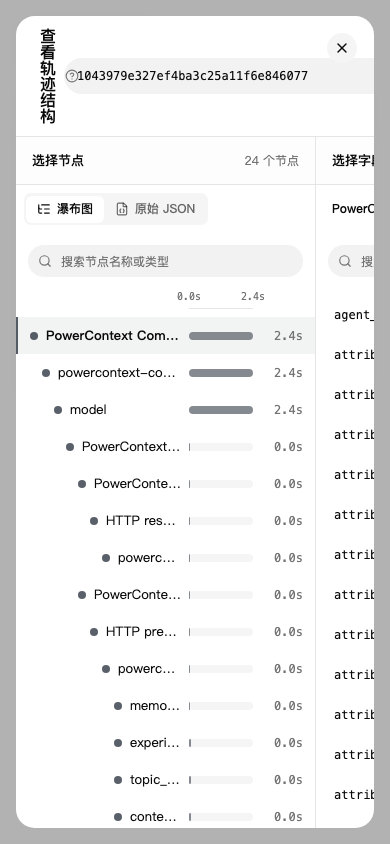 查看轨迹结构
1043979e327ef4ba3c25a11f6e846077
选择节点
24 个节点
瀑布图
原始 JSON
搜索节点名称或类型
0.0s 2.4s
PowerContext Com... 2.4s
powercontext-co... 2.4s
model 2.4s
PowerContext... 0.0s
PowerConte... 0.0s
HTTP res... 0.0s
powerc... 0.0s
PowerConte... 0.0s
HTTP pre... 0.0s
powerc... 0.0s
memo... 0.0s
experi... 0.0s
topic_... 0.0s
conte... 0.0s
选择字
PowerC
搜
agent_
attrib
attrib
attrib
attrib
attrib
attrib
attrib
attrib
attrib
attrib
attrib
attrib